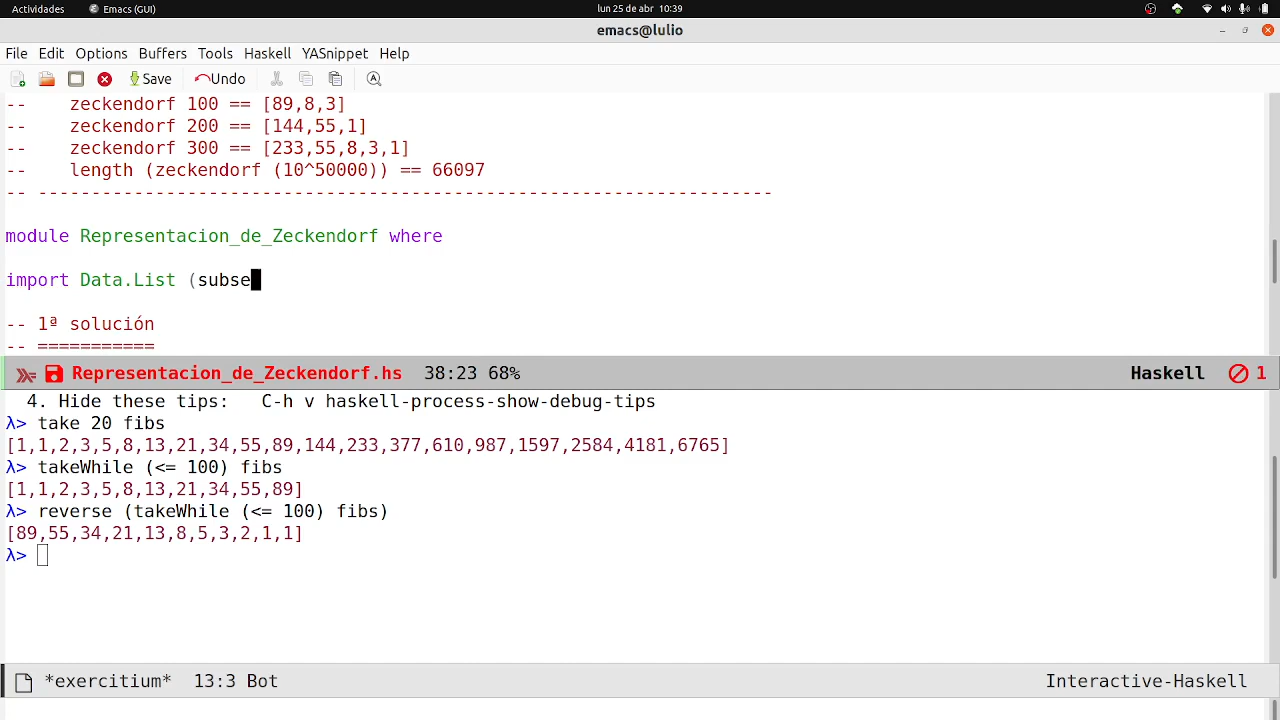 Actividades Emacs (GUI) lun 25 de abr 10:39
emacs@lulio
File Edit Options Buffers Tools Haskell YASnippet Help
Save Undo
-- zeckendorf 100 == [89,8,3]
-- zeckendorf 200 == [144,55,1]
-- zeckendorf 300 == [233,55,8,3,1]
-- length (zeckendorf (10^50000)) == 66097
-- ---------------------------------------------------------------------
module Representacion_de_Zeckendorf where
import Data.List (subse
-- 1ª solución
-- ===========
Representacion_de_Zeckendorf.hs 38:23 68% Haskell 1
4. Hide these tips: C-h v haskell-process-show-debug-tips
λ> take 20 fibs
[1,1,2,3,5,8,13,21,34,55,89,144,233,377,610,987,1597,2584,4181,6765]
λ> takeWhile (<= 100) fibs
[1,1,2,3,5,8,13,21,34,55,89]
λ> reverse (takeWhile (<= 100) fibs)
[89,55,34,21,13,8,5,3,2,1,1]
λ>
*exercitium* 13:3 Bot Interactive-Haskell